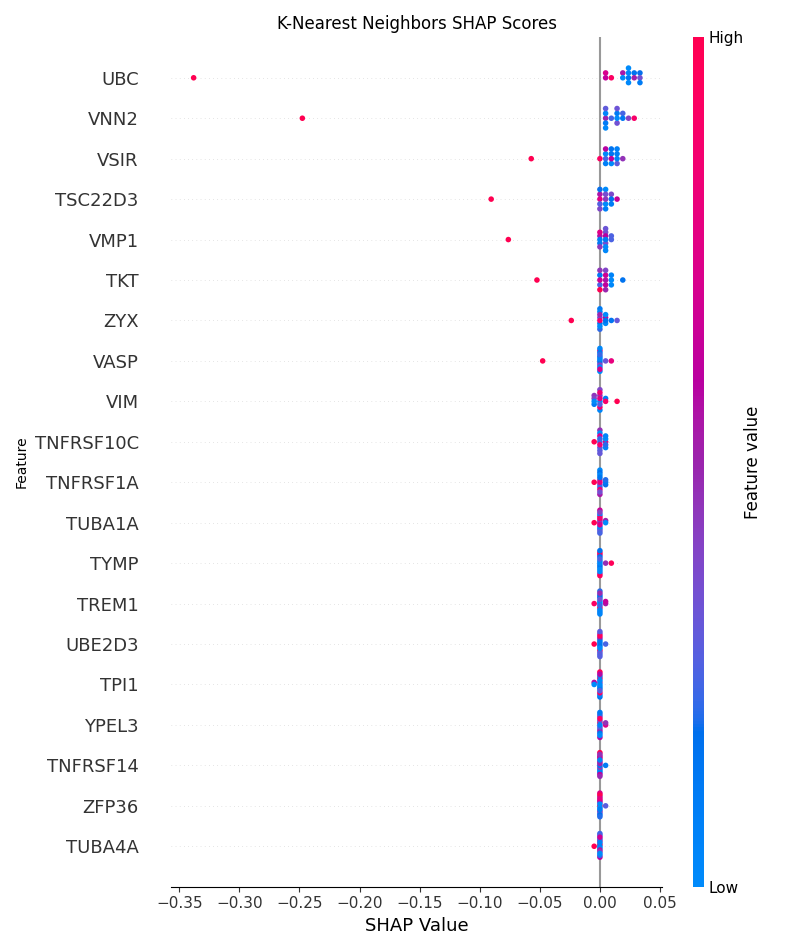 K-Nearest Neighbors SHAP Scores
High
UBC
VNN2
VSIR
TSC22D3
VMP1
TKT
ZYX
VASP
VIM
TNFRSF10C
TNFRSF1A
TUBA1A
TYMP
TREM1
UBE2D3
TPI1
YPEL3
TNFRSF14
ZFP36
TUBA4A
Feature
Feature value
Low
−0.35 −0.30 −0.25 −0.20 −0.15 −0.10 −0.05 0.00 0.05
SHAP Value